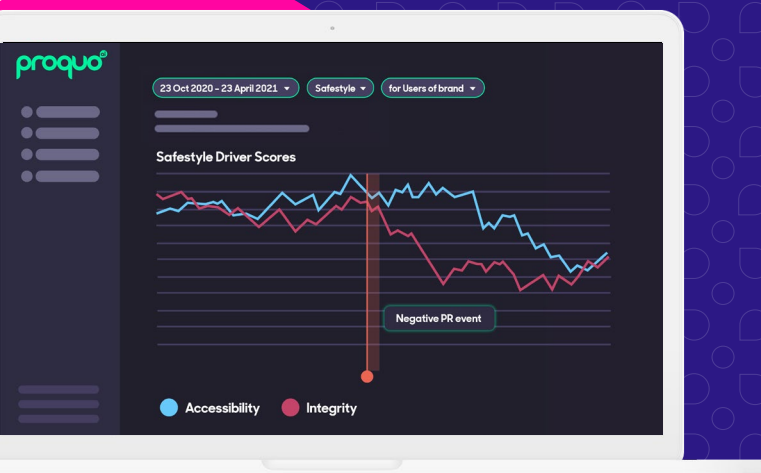 proquo ai
23 Oct 2020 - 23 April 2021
Safestyle
for Users of brand
Safestyle Driver Scores
Negative PR event
Accessibility
Integrity